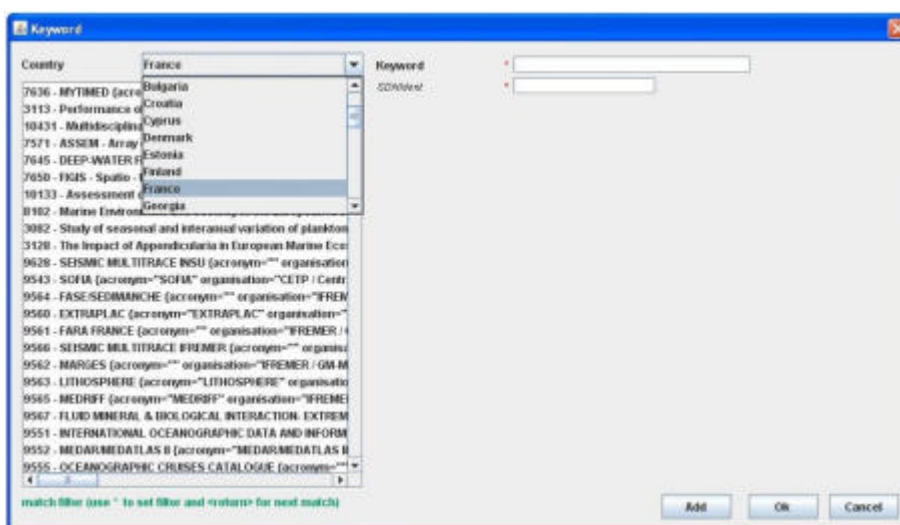 Keyword
Country France Keyword *
SDNIdent *
Bulgaria
Croatia
Cyprus
Denmark
Estonia
Finland
France
Georgia
7636 - MYTIMED (acro
3113 - Performance o
10431 - Multidisciplina
7571 - ASSEM - Array
7645 - DEEP-WATER F
7650 - FIGIS - Spatio -
10133 - Assessment
8102 - Marine Environ
3082 - Study of seasonal and interannual variation of plankton
3128 - The Impact of Appendicularia in European Marine Ecos
9628 - SEISMIC MULTITRACE INSU (acronym="" organisation=
9543 - SOFIA (acronym="SOFIA" organisation="CETP / Centr
9564 - FASE/SEDIMANCHE (acronym="" organisation="IFREM
9560 - EXTRAPLAC (acronym="EXTRAPLAC" organisation=
9561 - FARA FRANCE (acronym="" organisation="IFREMER /
9566 - SEISMIC MULTITRACE IFREMER (acronym="" organisa
9562 - MARGES (acronym="" organisation="IFREMER / GM-M
9563 - LITHOSPHERE (acronym="LITHOSPHERE" organisatio
9565 - MEDRIFF (acronym="MEDRIFF" organisation="IFREME
9567 - FLUID MINERAL & BIOLOGICAL INTERACTION- EXTREM
9551 - INTERNATIONAL OCEANOGRAPHIC DATA AND INFORM
9552 - MEDAR/MEDATLAS II (acronym="MEDAR/MEDATLAS II
9555 - OCEANOGRAPHIC CRUISES CATALOGUE (acronym=""
match filter (use * to set filter and <return> for next match)
Add Ok Cancel